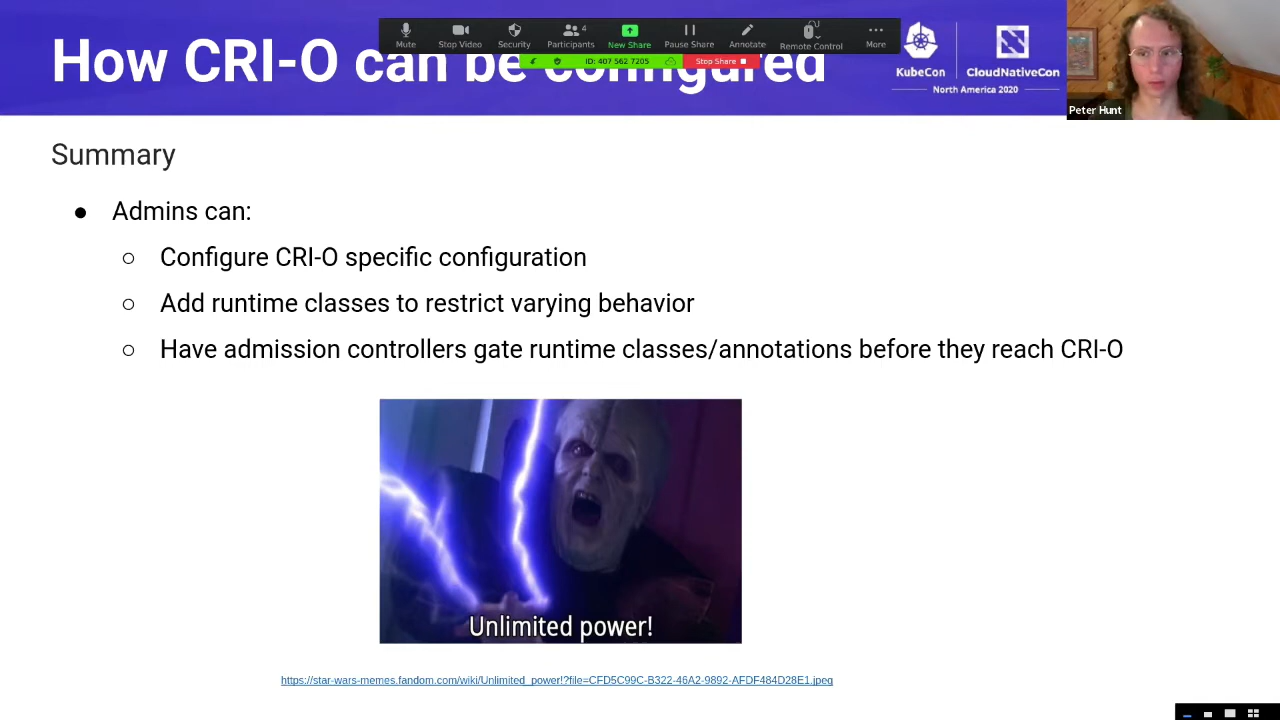 How CRI-O can be configured
Mute
Stop Video
Security
Participants
4
New Share
Pause Share
Annotate
Remote Control
More
ID: 407 562 7205
Stop Share
KubeCon
CloudNativeCon
North America 2020
Peter Hunt
Summary
● Admins can:
○ Configure CRI-O specific configuration
○ Add runtime classes to restrict varying behavior
○ Have admission controllers gate runtime classes/annotations before they reach CRI-O
Unlimited power!
https://star-wars-memes.fandom.com/wiki/Unlimited_power!?file=CFD5C99C-B322-46A2-9892-AFDF484D28E1.jpeg